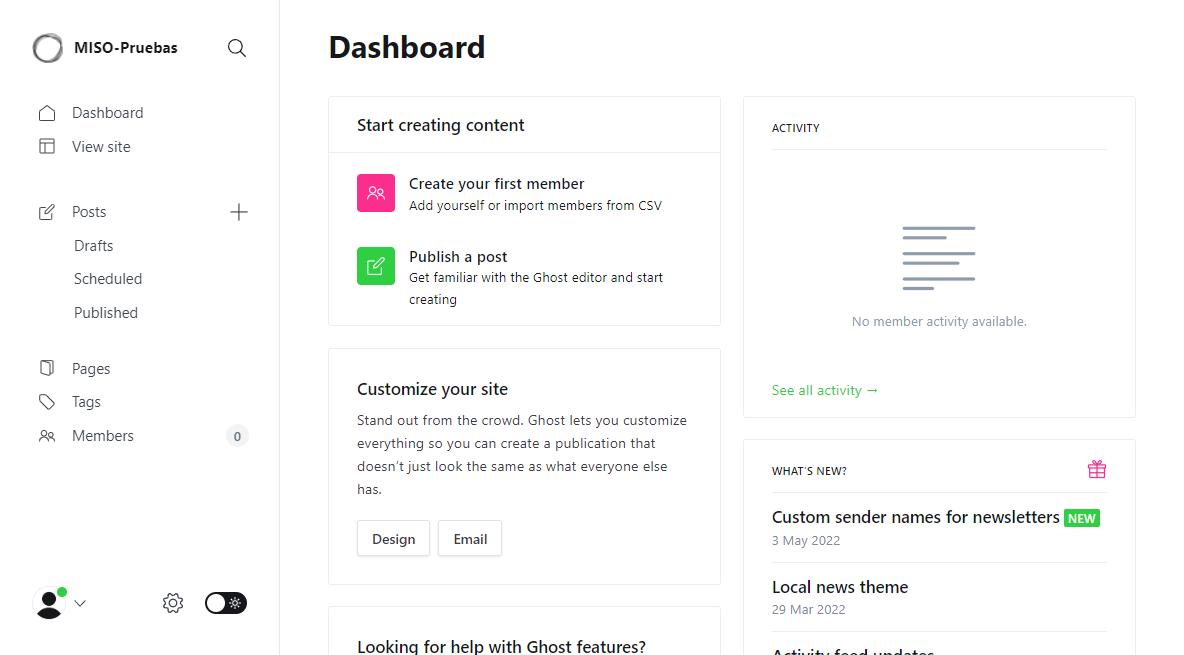 MISO-Pruebas
Dashboard
View site
Posts
Drafts
Scheduled
Published
Pages
Tags
Members
0
Dashboard
Start creating content
Create your first member
Add yourself or import members from CSV
Publish a post
Get familiar with the Ghost editor and start
creating
Customize your site
Stand out from the crowd. Ghost lets you customize
everything so you can create a publication that
doesn't just look the same as what everyone else
has.
Design
Email
Looking for help with Ghost features?
ACTIVITY
No member activity available.
See all activity →
WHAT'S NEW?
Custom sender names for newsletters NEW
3 May 2022
Local news theme
29 Mar 2022
Activity feed updates